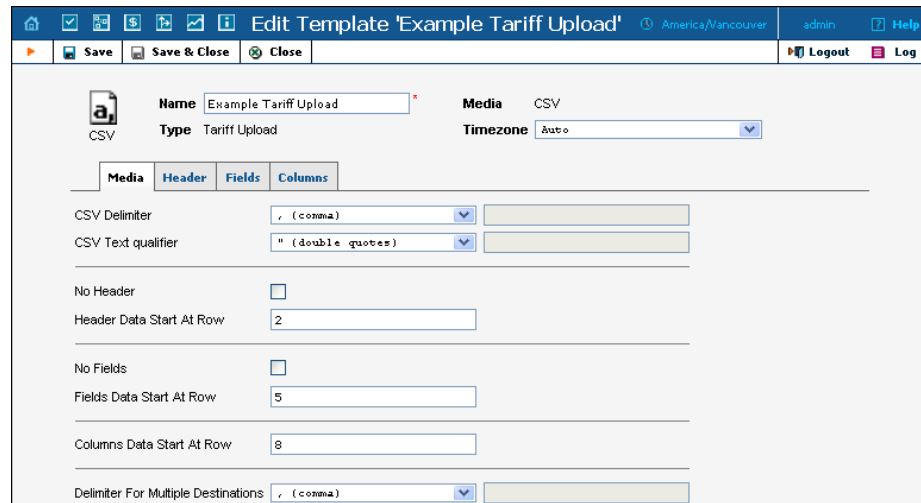 Edit Template 'Example Tariff Upload' America/Vancouver admin ? Help
Save Save & Close Close Logout Log
a, Name Example Tariff Upload * Media CSV
CSV Type Tariff Upload Timezone Auto
Media Header Fields Columns
CSV Delimiter , (comma)
CSV Text qualifier " (double quotes)
No Header
Header Data Start At Row 2
No Fields
Fields Data Start At Row 5
Columns Data Start At Row 8
Delimiter For Multiple Destinations , (comma)